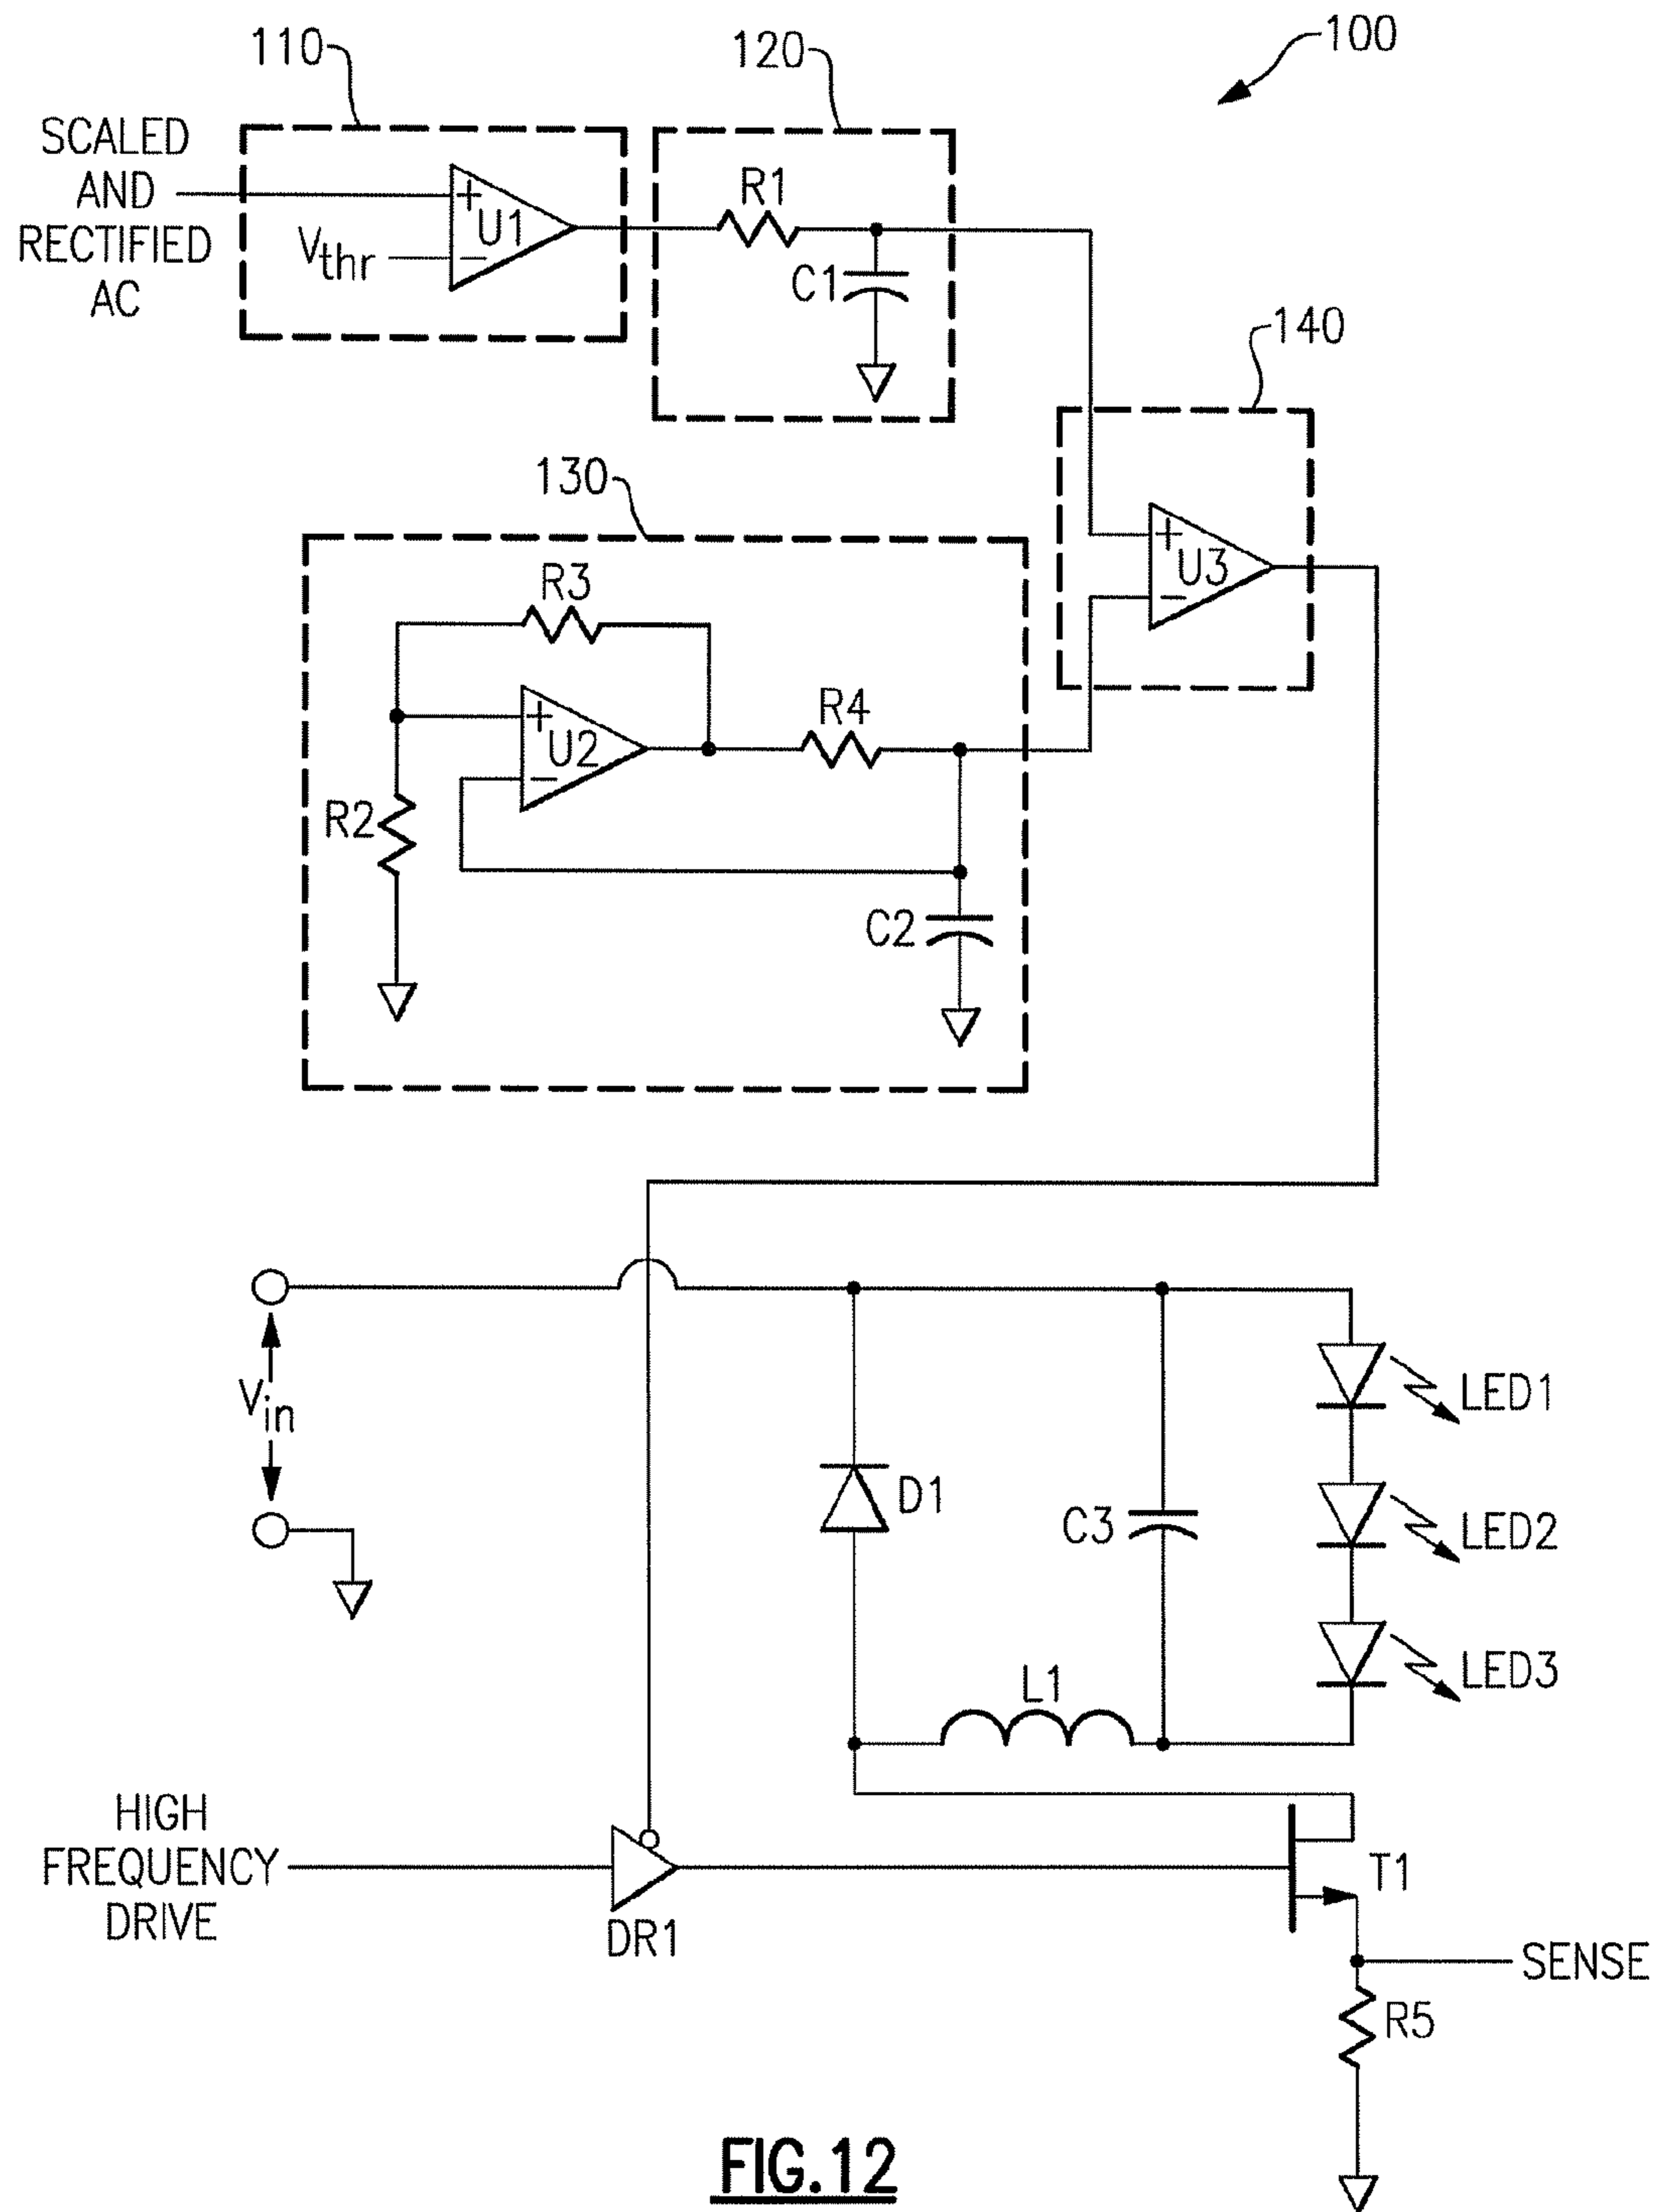 100
110
120
SCALED
AND
RECTIFIED
AC
+
U1
Vthr
−
R1
C1
140
130
+
U3
−
R3
+
U2
−
R4
R2
C2
Vin
D1
C3
LED1
LED2
LED3
L1
HIGH
FREQUENCY
DRIVE
DR1
T1
SENSE
R5
FIG.12